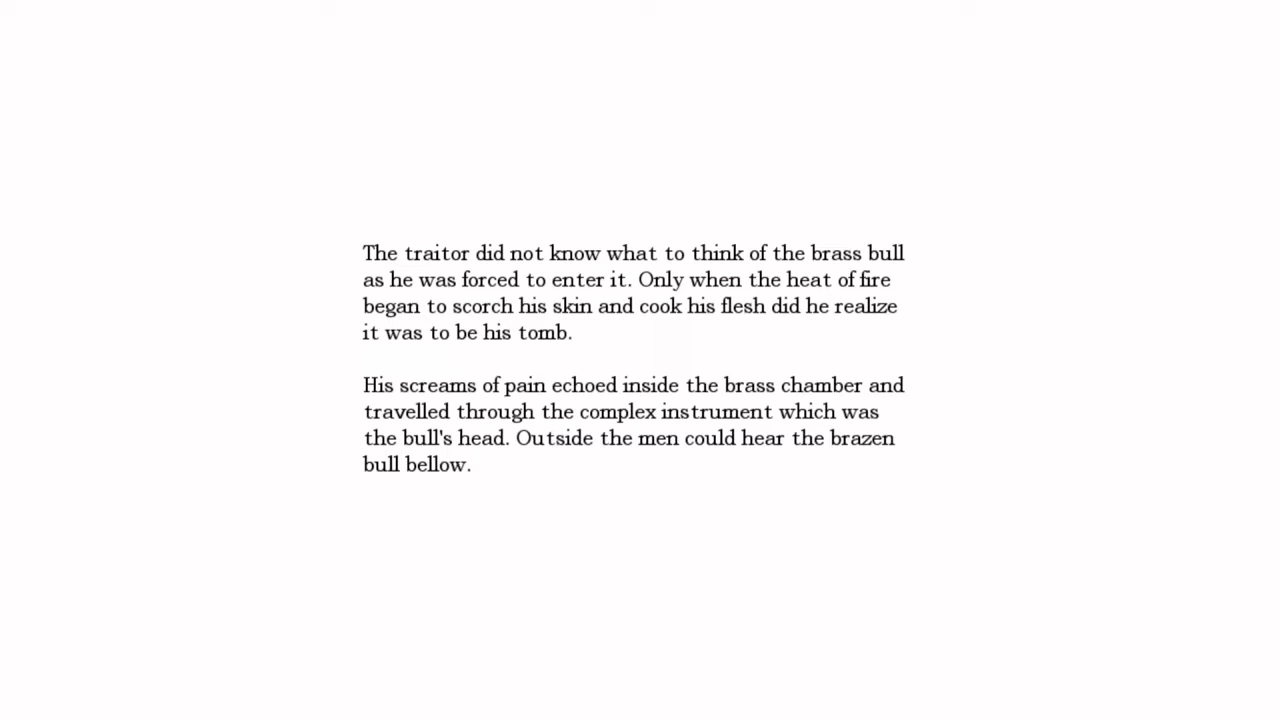 The traitor did not know what to think of the brass bull
as he was forced to enter it. Only when the heat of fire
began to scorch his skin and cook his flesh did he realize
it was to be his tomb.
His screams of pain echoed inside the brass chamber and
travelled through the complex instrument which was
the bull's head. Outside the men could hear the brazen
bull bellow.